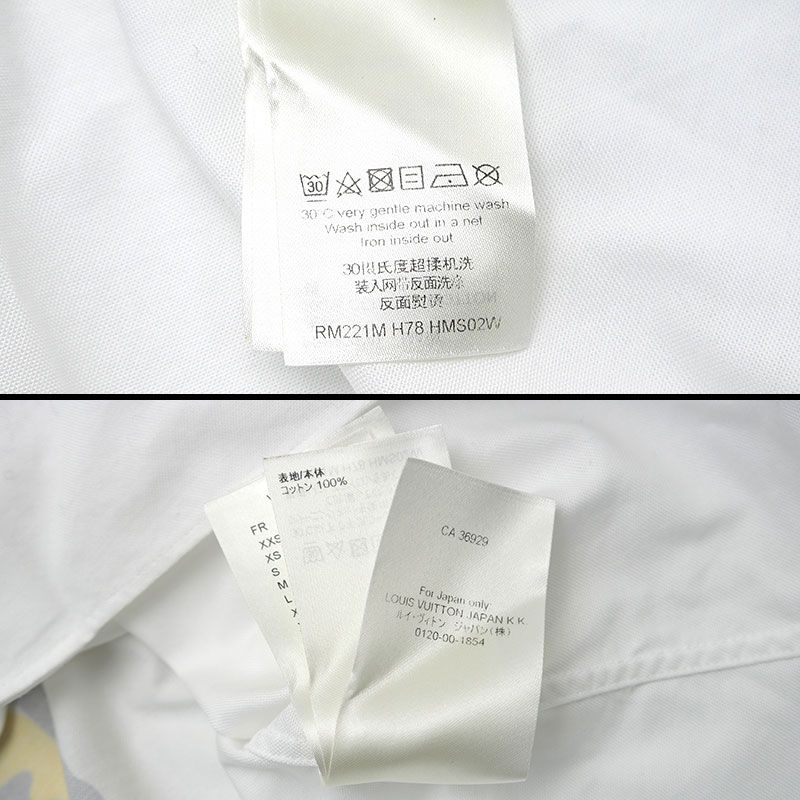 30
30°C very gentle machine wash
Wash inside out in a net
Iron inside out
30摄氏度超揉机洗
装入网带反面洗涤
反面熨烫
RM221M H78 HMS02W
表地/本体
コットン 100%
FR
XXS
XS
S
M
L
CA 36929
For Japan only:
LOUIS VUITTON JAPAN K.K.
ルイ・ヴィトン ジャパン(株)
0120-00-1854